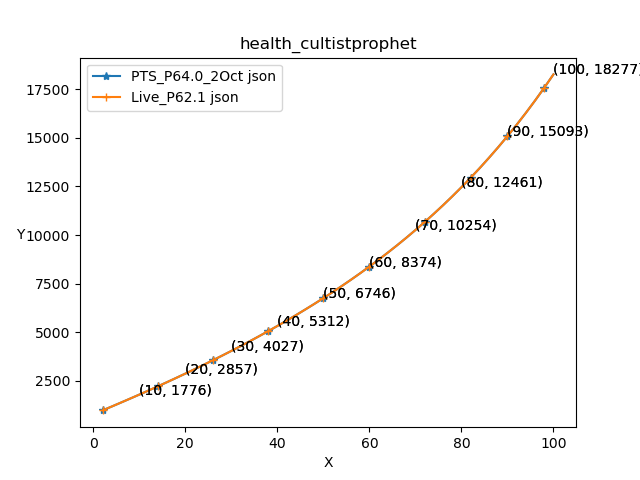 health_cultistprophet
PTS_P64.0_2Oct json
Live_P62.1 json
(100, 18277)
(90, 15093)
(80, 12461)
(70, 10254)
(60, 8374)
(50, 6746)
(40, 5312)
(30, 4027)
(20, 2857)
(10, 1776)
17500
15000
12500
10000
7500
5000
2500
Y
0 20 40 60 80 100
X